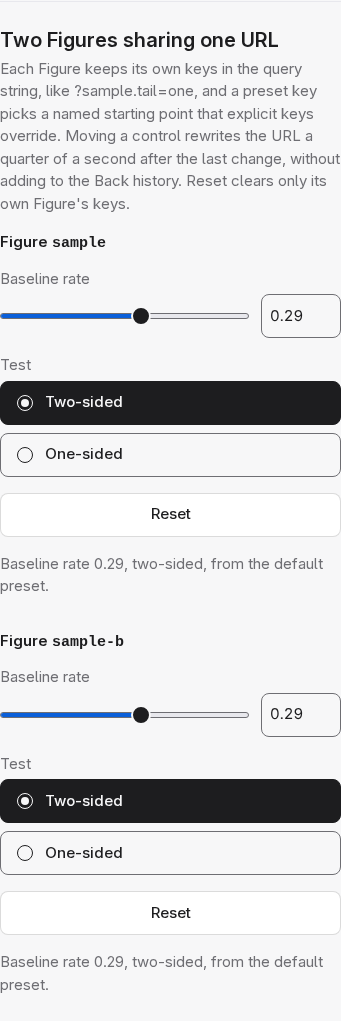 Two Figures sharing one URL
Each Figure keeps its own keys in the query
string, like ?sample.tail=one, and a preset key
picks a named starting point that explicit keys
override. Moving a control rewrites the URL a
quarter of a second after the last change, without
adding to the Back history. Reset clears only its
own Figure's keys.
Figure sample
Baseline rate
0.29
Test
Two-sided
One-sided
Reset
Baseline rate 0.29, two-sided, from the default
preset.
Figure sample-b
Baseline rate
0.29
Test
Two-sided
One-sided
Reset
Baseline rate 0.29, two-sided, from the default
preset.